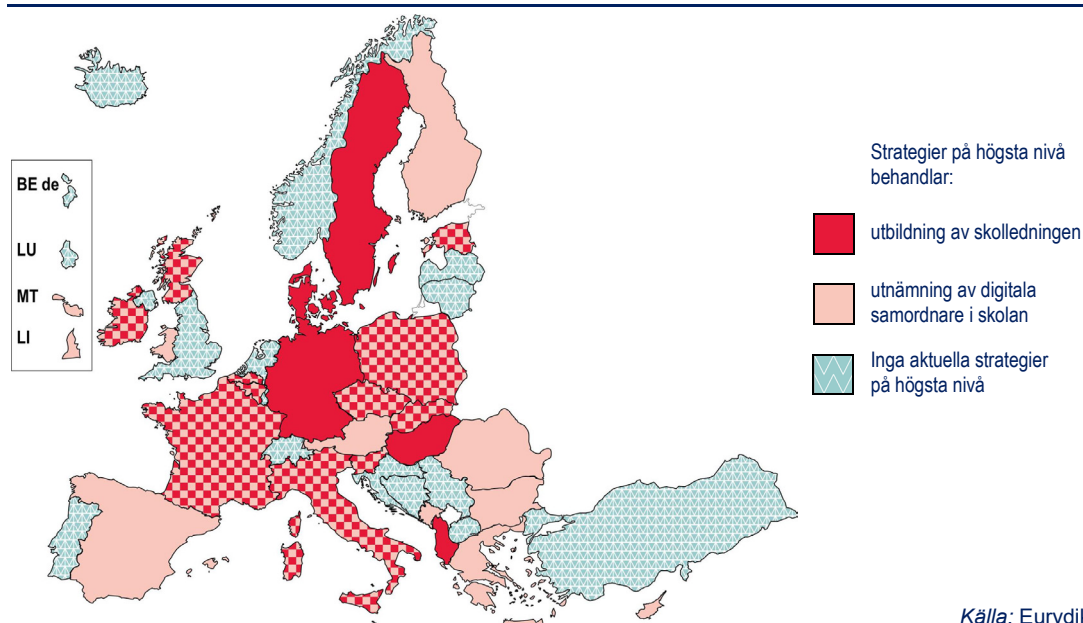 BE de
LU
MT
LI
Strategier på högsta nivå
behandlar:
utbildning av skolledningen
utnämning av digitala
samordnare i skolan
Inga aktuella strategier
på högsta nivå
Källa: